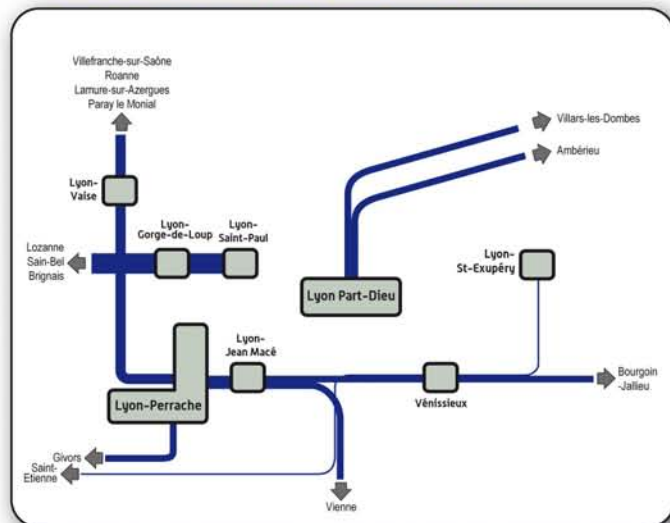 Villefranche-sur-Saône
Roanne
Lamure-sur-Azergues
Paray le Monial
Villars-les-Dombes
Ambérieu
Lyon-
Vaise
Lyon-
Gorge-de-Loup
Lyon-
Saint-Paul
Lozanne
Sain-Bel
Brignais
Lyon-
St-Exupéry
Lyon Part-Dieu
Lyon-
Jean Macé
Bourgoin
-Jallieu
Vénissieux
Lyon-Perrache
Givors
Saint-
Etienne
Vienne